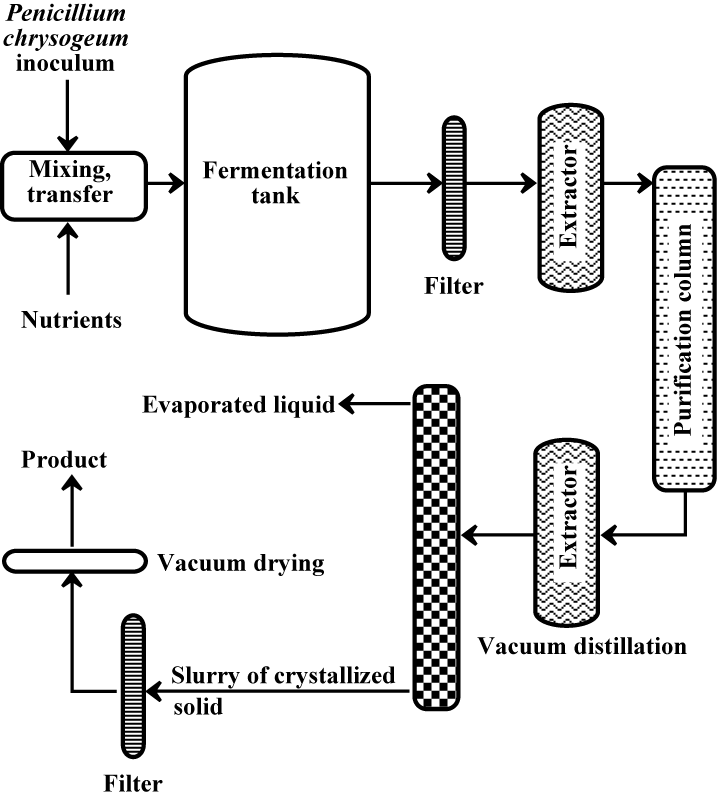 Penicillium
chrysogeum
inoculum
Mixing,
transfer
Nutrients
Fermentation
tank
Filter
Extractor
Purification column
Evaporated liquid
Product
Vacuum drying
Extractor
Vacuum distillation
Slurry of crystallized
solid
Filter